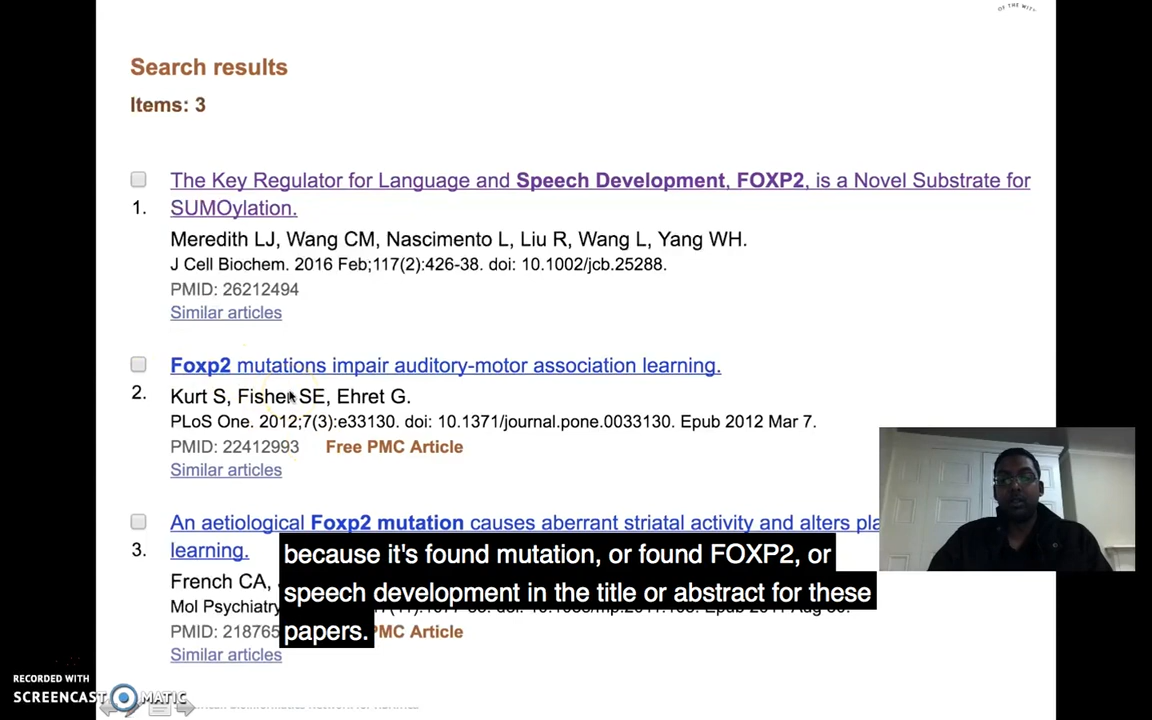 OF THE WIT
Search results
Items: 3
The Key Regulator for Language and Speech Development, FOXP2, is a Novel Substrate for
1. SUMOylation.
Meredith LJ, Wang CM, Nascimento L, Liu R, Wang L, Yang WH.
J Cell Biochem. 2016 Feb;117(2):426-38. doi: 10.1002/jcb.25288.
PMID: 26212494
Similar articles
Foxp2 mutations impair auditory-motor association learning.
2. Kurt S, Fisher SE, Ehret G.
PLoS One. 2012;7(3):e33130. doi: 10.1371/journal.pone.0033130. Epub 2012 Mar 7.
PMID: 22412993 Free PMC Article
Similar articles
An aetiological Foxp2 mutation causes aberrant striatal activity and alters pla
3. learning.
French CA,
Mol Psychiatry
PMID: 218765 PMC Article
Similar articles
because it's found mutation, or found FOXP2, or
speech development in the title or abstract for these
papers.
RECORDED WITH
SCREENCAST MATIC